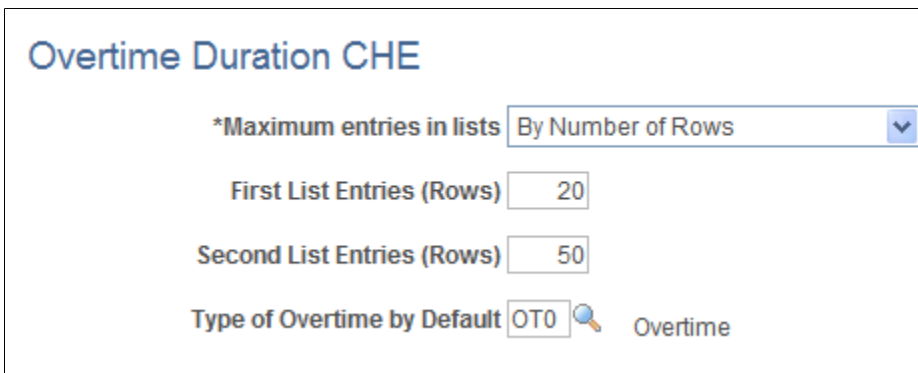 Overtime Duration CHE
*Maximum entries in lists By Number of Rows
First List Entries (Rows) 20
Second List Entries (Rows) 50
Type of Overtime by Default OT0 Overtime